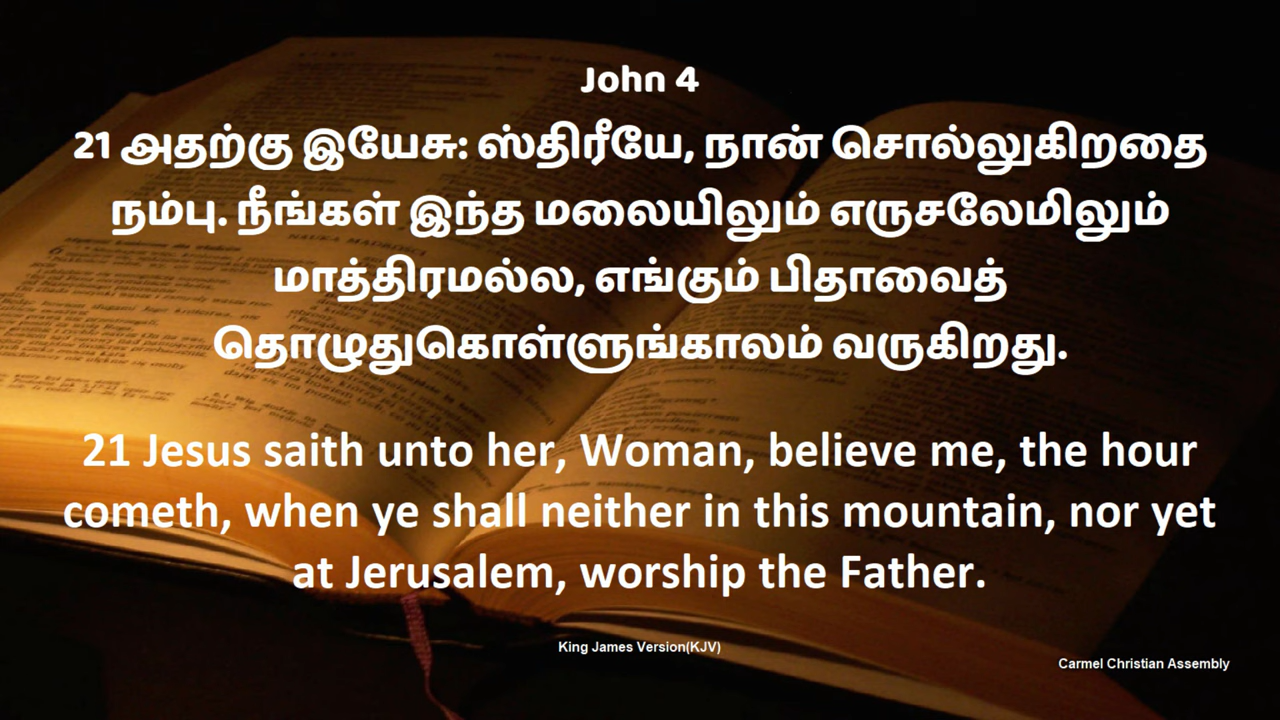 John 4
21 அதற்கு இயேசு: ஸ்திரீயே, நான் சொல்லுகிறதை
நம்பு. நீங்கள் இந்த மலையிலும் எருசலேமிலும்
மாத்திரமல்ல, எங்கும் பிதாவைத்
தொழுதுகொள்ளுங்காலம் வருகிறது.
21 Jesus saith unto her, Woman, believe me, the hour
cometh, when ye shall neither in this mountain, nor yet
at Jerusalem, worship the Father.
King James Version(KJV)
Carmel Christian Assembly